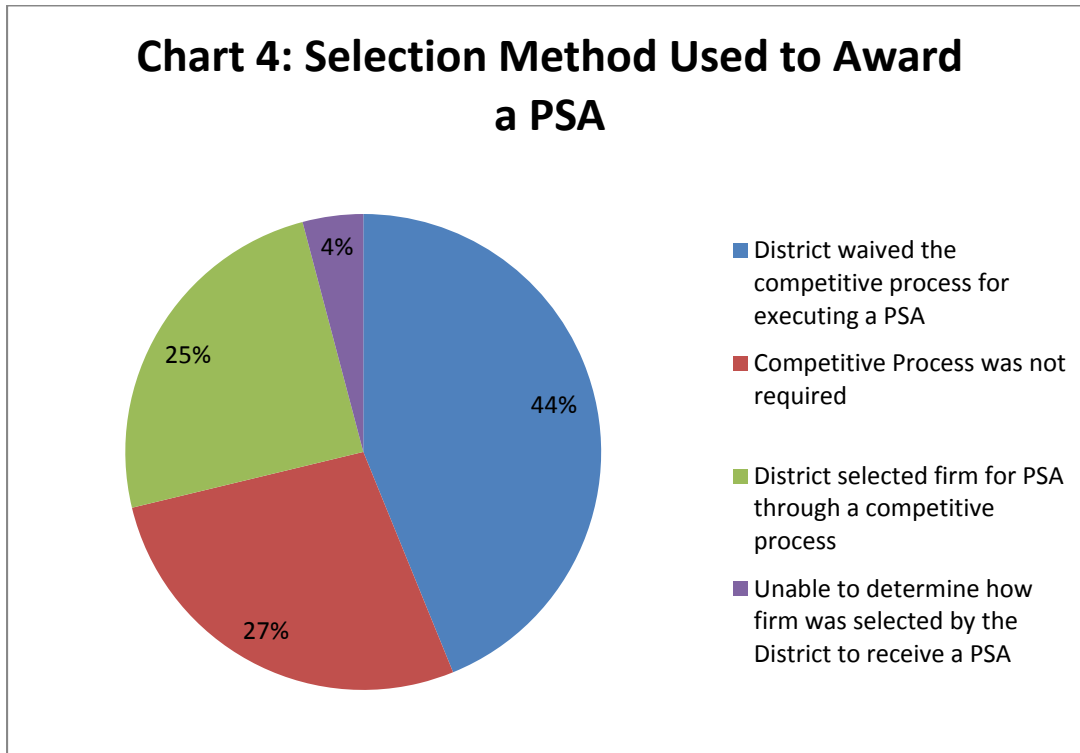 Chart 4: Selection Method Used to Award
a PSA
4%
44%
25%
27%
District waived the
competitive process for
executing a PSA
Competitive Process was not
required
District selected firm for PSA
through a competitive
process
Unable to determine how
firm was selected by the
District to receive a PSA